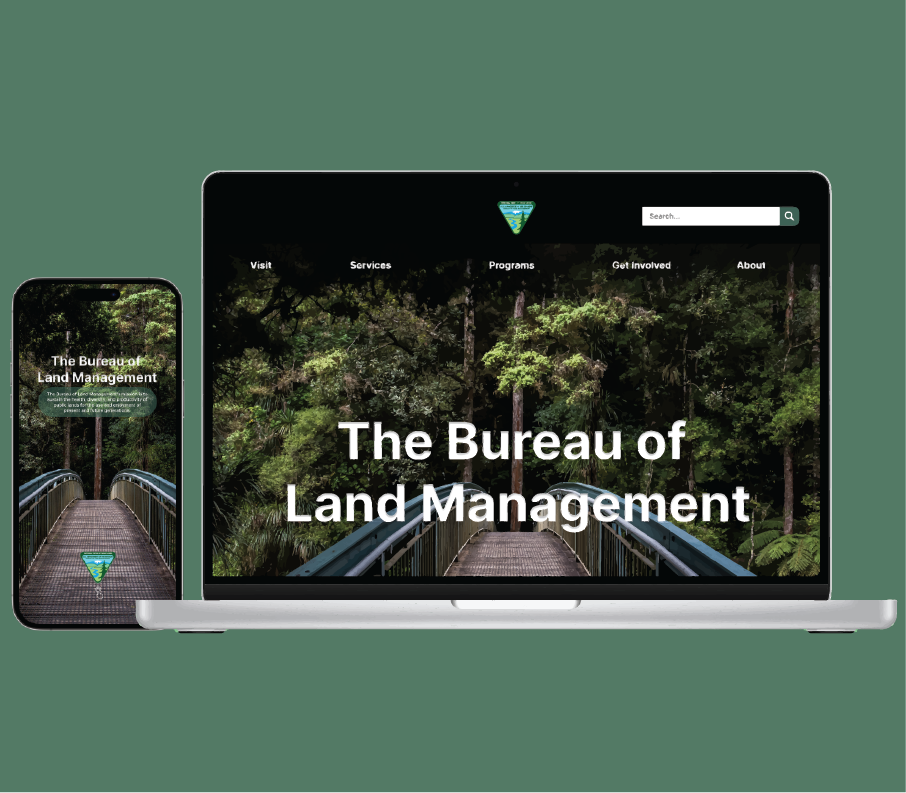 Search...
Visit
Services
Programs
Get Involved
About
The Bureau of
Land Management
The Bureau of
Land Management
The Bureau of Land Management's mission is to
sustain the health, diversity, and productivity of
public lands for the use and enjoyment of
present and future generations.